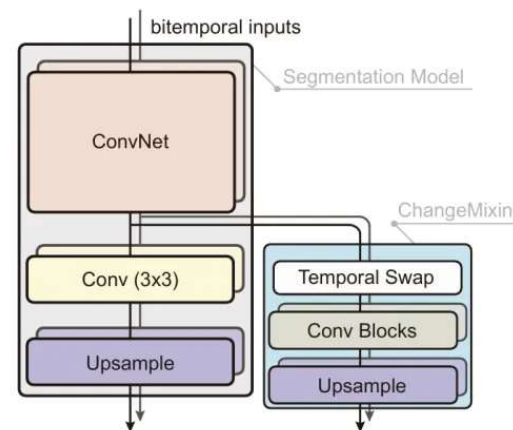 bitemporal inputs
Segmentation Model
ConvNet
ChangeMixin
Conv (3x3)
Temporal Swap
Conv Blocks
Upsample
Upsample